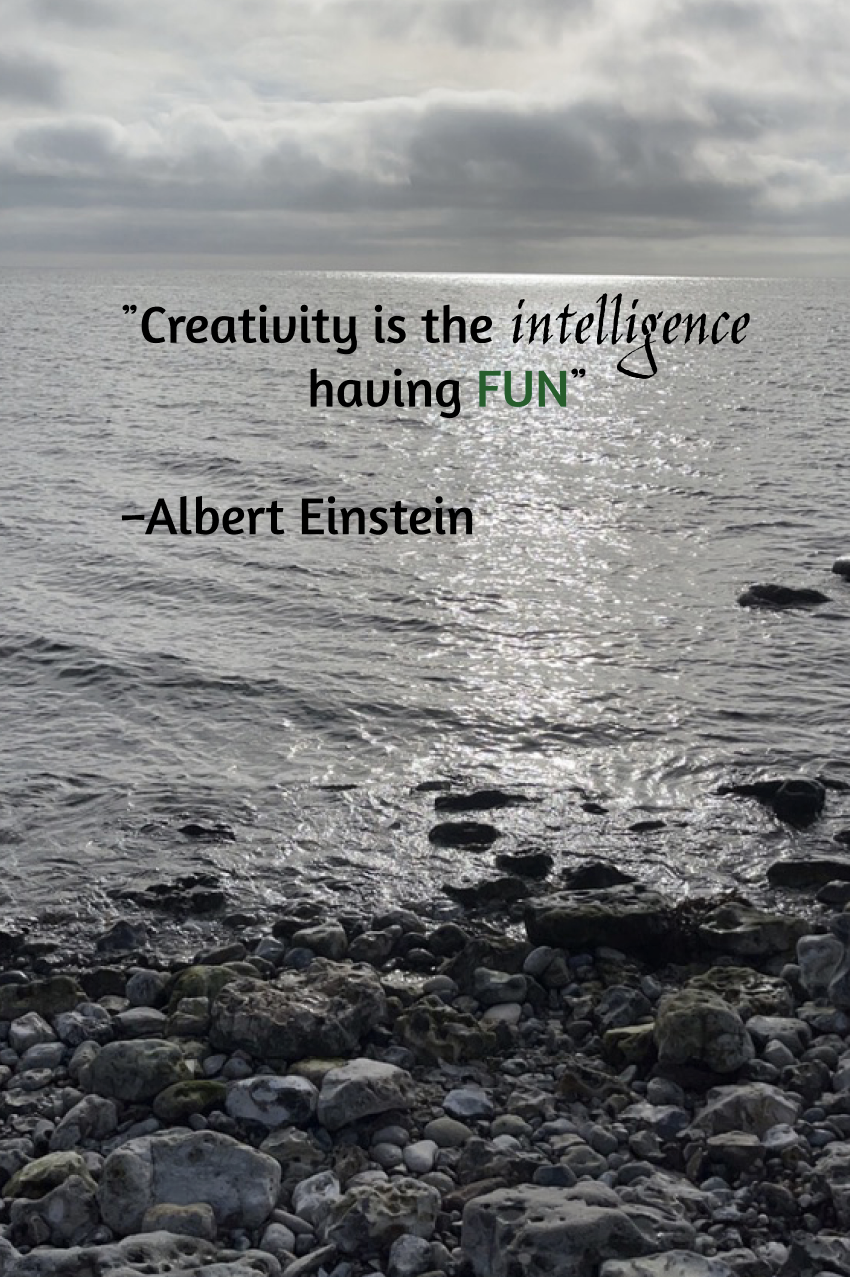 ”Creativity is the intelligence
having FUN”
–Albert Einstein